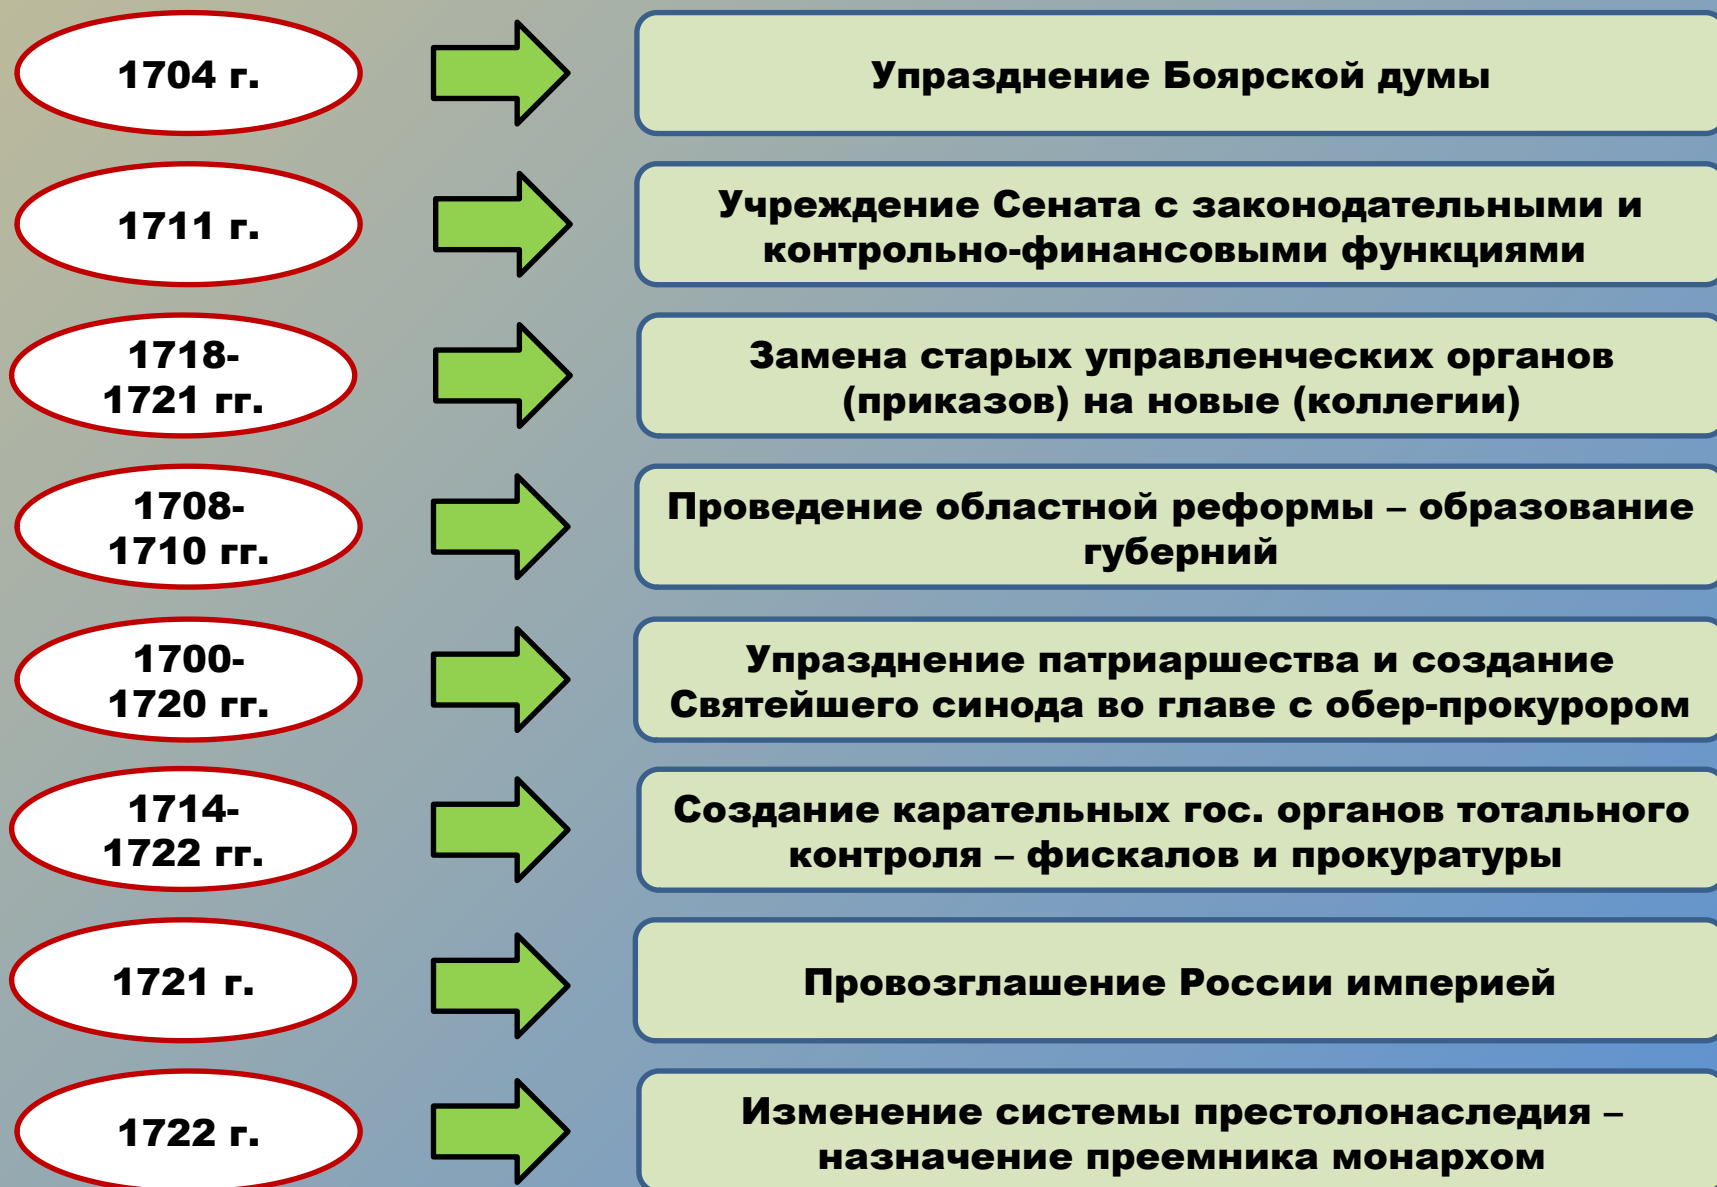 1704 г.
Упразднение Боярской думы
1711 г.
Учреждение Сената с законодательными и
контрольно-финансовыми функциями
1718-
1721 гг.
Замена старых управленческих органов
(приказов) на новые (коллегии)
1708-
1710 гг.
Проведение областной реформы – образование
губерний
1700-
1720 гг.
Упразднение патриаршества и создание
Святейшего синода во главе с обер-прокурором
1714-
1722 гг.
Создание карательных гос. органов тотального
контроля – фискалов и прокуратуры
1721 г.
Провозглашение России империей
1722 г.
Изменение системы престолонаследия –
назначение преемника монархом